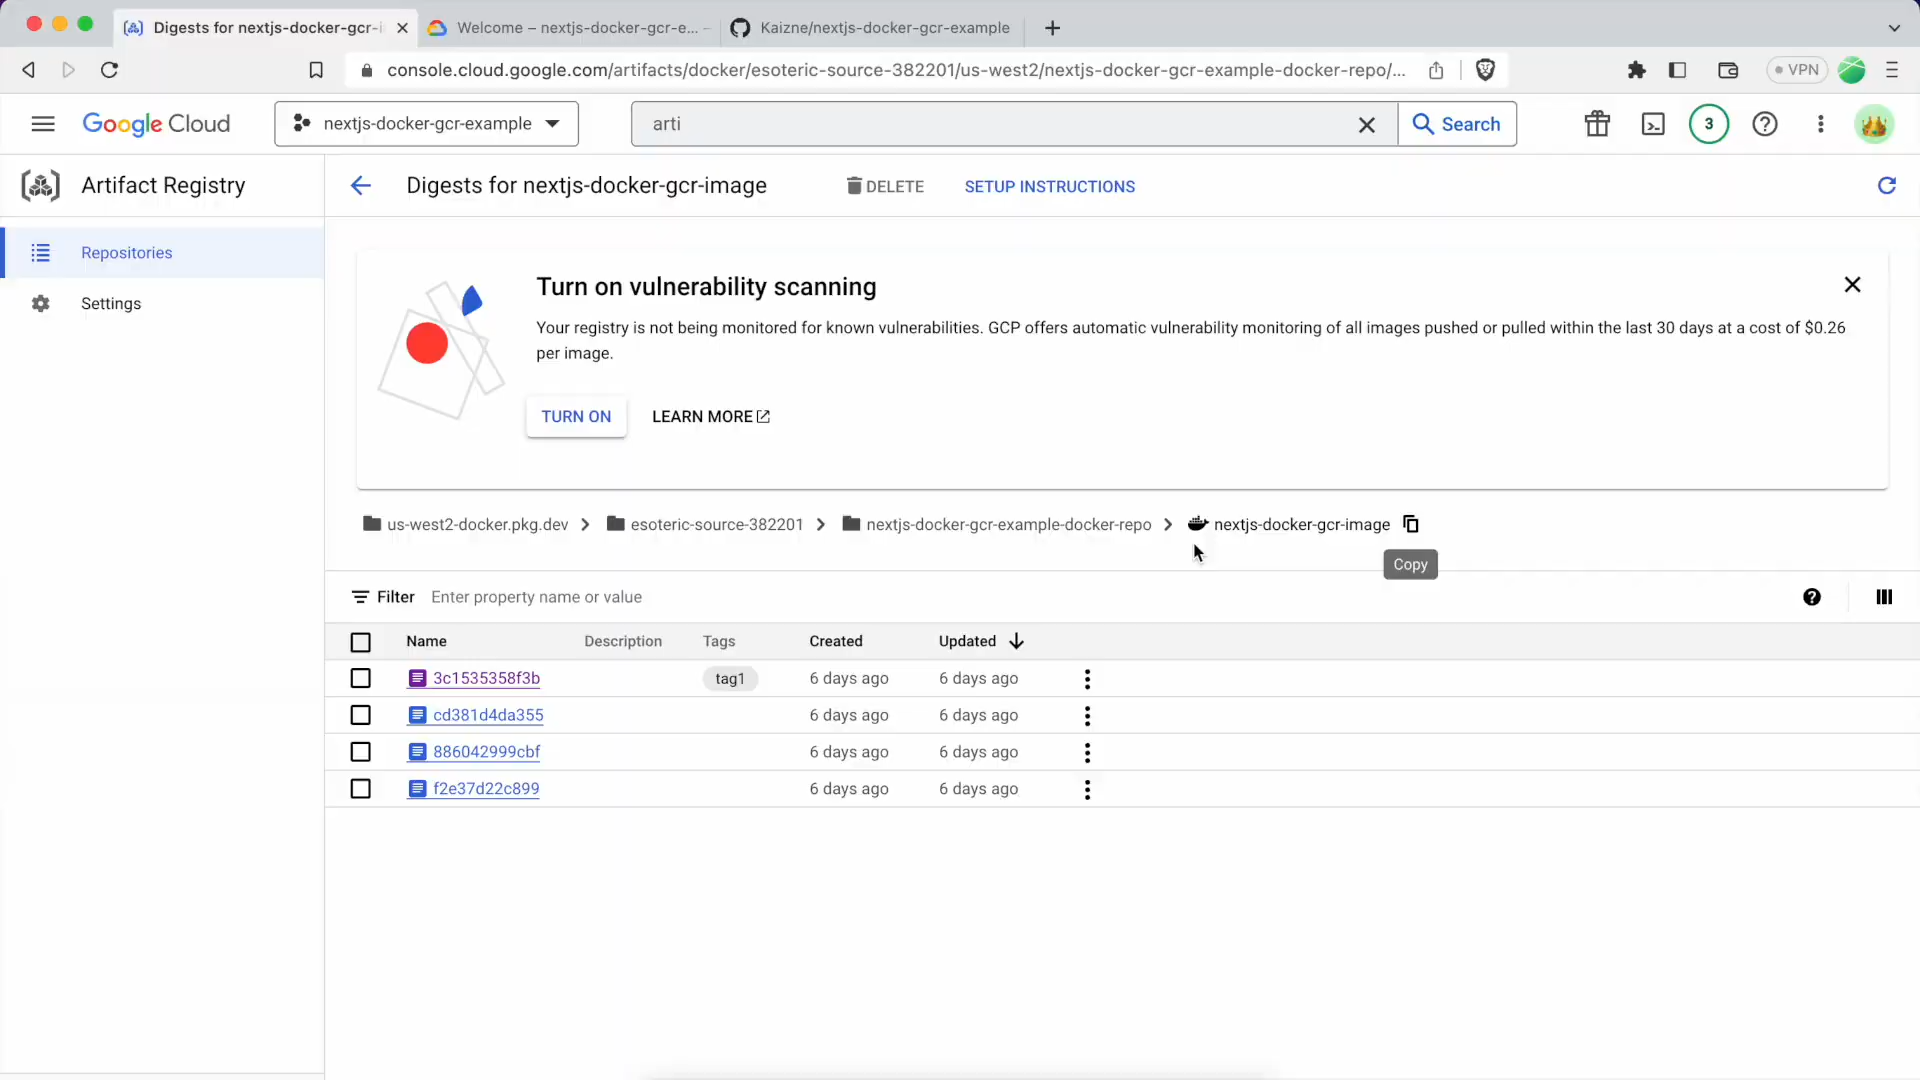 Digests for nextjs-docker-gcr-i
Welcome – nextjs-docker-gcr-e... –
Kaizne/nextjs-docker-gcr-example
console.cloud.google.com/artifacts/docker/esoteric-source-382201/us-west2/nextjs-docker-gcr-example-docker-repo/...
VPN
Google Cloud
nextjs-docker-gcr-example
arti
Search
3
Artifact Registry
Digests for nextjs-docker-gcr-image
DELETE
SETUP INSTRUCTIONS
Repositories
Settings
Turn on vulnerability scanning
Your registry is not being monitored for known vulnerabilities. GCP offers automatic vulnerability monitoring of all images pushed or pulled within the last 30 days at a cost of $0.26
per image.
TURN ON
LEARN MORE
us-west2-docker.pkg.dev
esoteric-source-382201
nextjs-docker-gcr-example-docker-repo
nextjs-docker-gcr-image
Copy
Filter Enter property name or value
Name Description Tags Created Updated
3c1535358f3b tag1 6 days ago 6 days ago
cd381d4da355 6 days ago 6 days ago
886042999cbf 6 days ago 6 days ago
f2e37d22c899 6 days ago 6 days ago